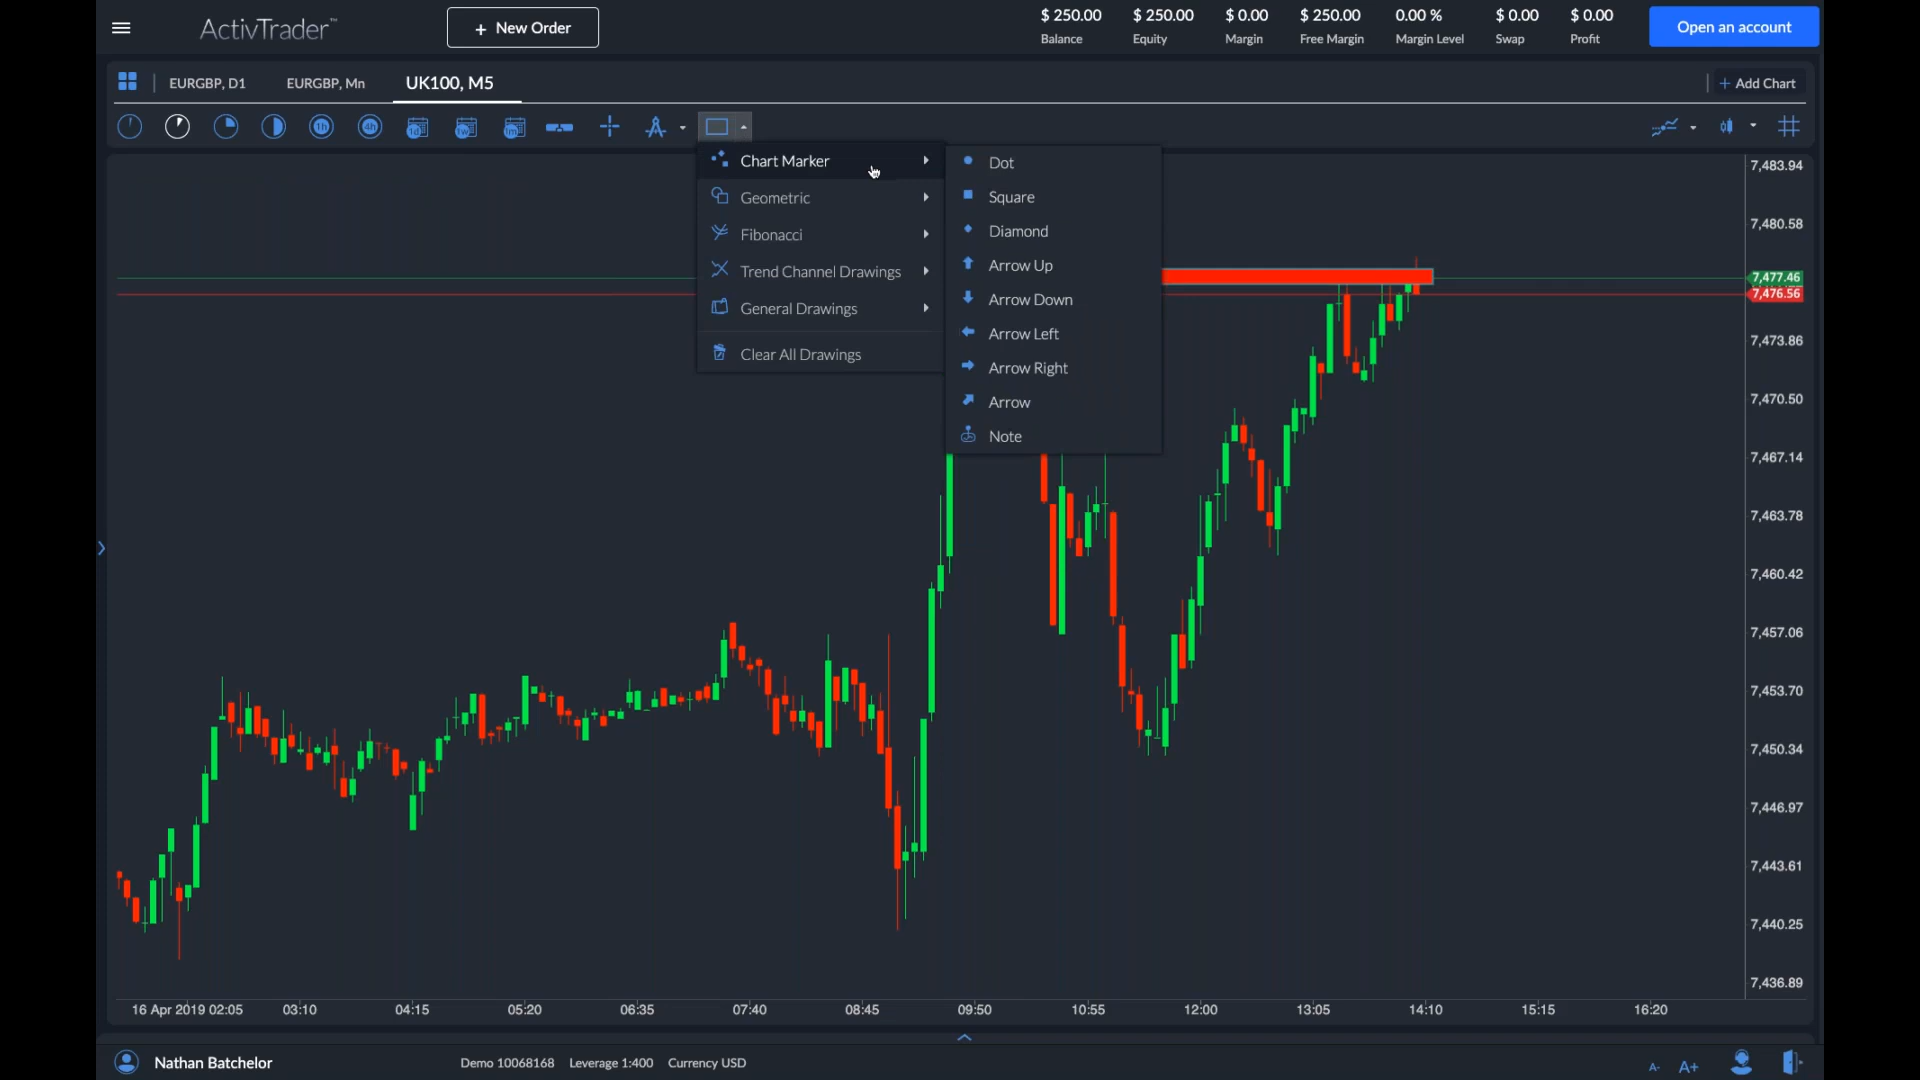 ActivTrader™
+ New Order
$ 250.00 $ 250.00 $ 0.00 $ 250.00 0.00 % $ 0.00 $ 0.00
Balance Equity Margin Free Margin Margin Level Swap Profit
Open an account
EURGBP, D1 EURGBP, Mn UK100, M5
+ Add Chart
1h 4h 1d 1w 1m
Chart Marker
Geometric
Fibonacci
Trend Channel Drawings
General Drawings
Clear All Drawings
Dot
Square
Diamond
Arrow Up
Arrow Down
Arrow Left
Arrow Right
Arrow
Note
7,483.94
7,480.58
7,477.46
7,476.56
7,473.86
7,470.50
7,467.14
7,463.78
7,460.42
7,457.06
7,453.70
7,450.34
7,446.97
7,443.61
7,440.25
7,436.89
16 Apr 2019 02:05 03:10 04:15 05:20 06:35 07:40 08:45 09:50 10:55 12:00 13:05 14:10 15:15 16:20
Nathan Batchelor
Demo 10068168 Leverage 1:400 Currency USD
A- A+